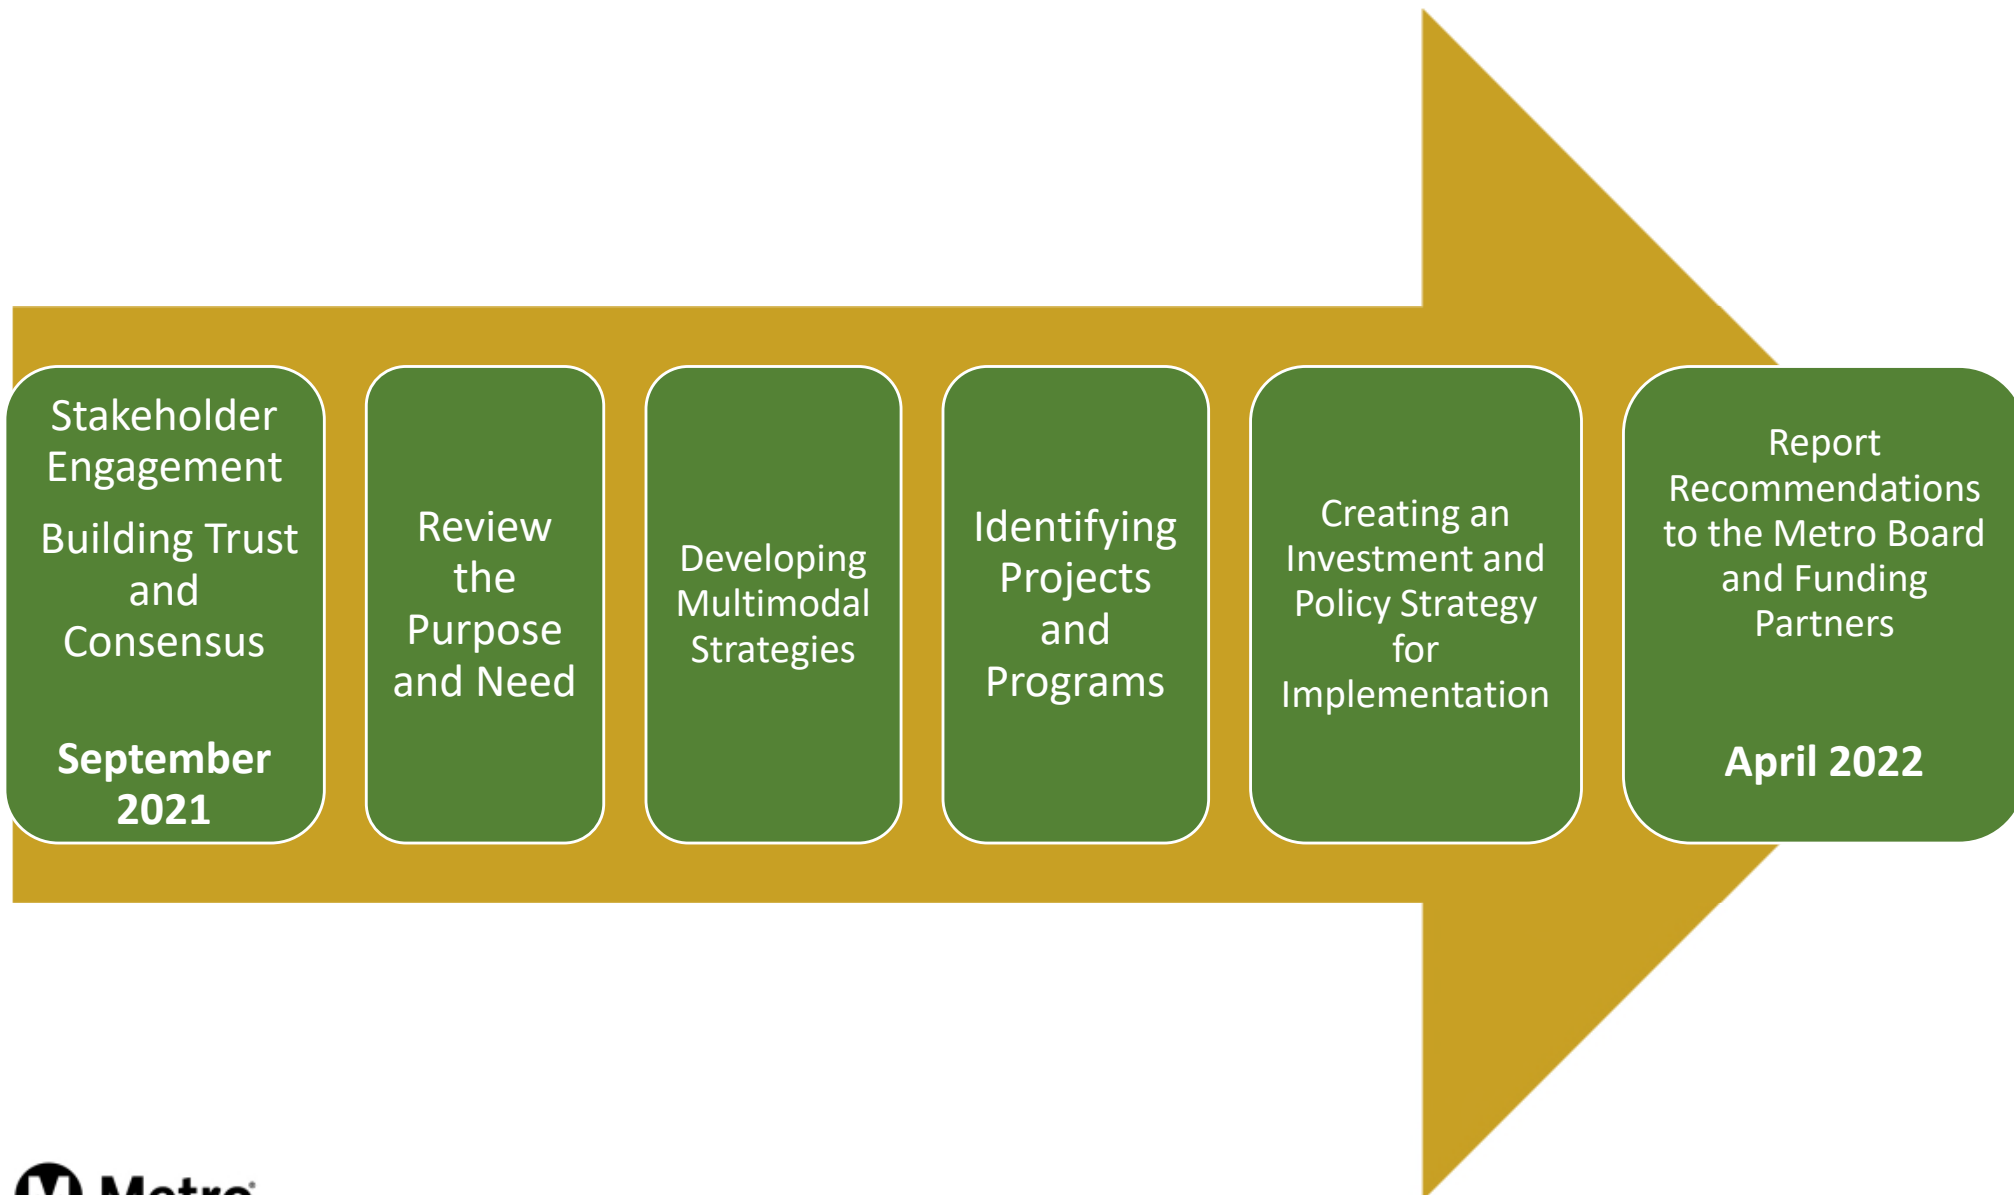 Stakeholder
Engagement
Building Trust
and
Consensus
September
2021
Review
the
Purpose
and Need
Developing
Multimodal
Strategies
Identifying
Projects
and
Programs
Creating an
Investment and
Policy Strategy
for
Implementation
Report
Recommendations
to the Metro Board
and Funding
Partners
April 2022
Metro